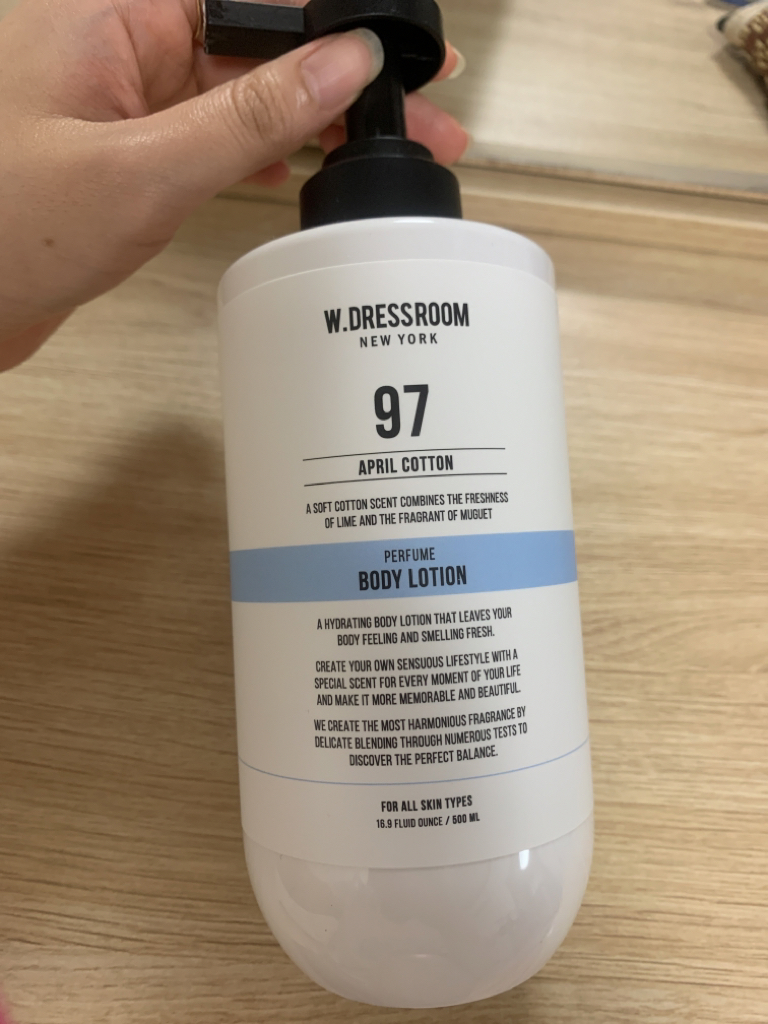 W.DRESSROOM
NEW YORK
97
APRIL COTTON
A SOFT COTTON SCENT COMBINES THE FRESHNESS
OF LIME AND THE FRAGRANT OF MUGUET
PERFUME
BODY LOTION
A HYDRATING BODY LOTION THAT LEAVES YOUR
BODY FEELING AND SMELLING FRESH.
CREATE YOUR OWN SENSUOUS LIFESTYLE WITH A
SPECIAL SCENT FOR EVERY MOMENT OF YOUR LIFE
AND MAKE IT MORE MEMORABLE AND BEAUTIFUL.
WE CREATE THE MOST HARMONIOUS FRAGRANCE BY
DELICATE BLENDING THROUGH NUMEROUS TESTS TO
DISCOVER THE PERFECT BALANCE.
FOR ALL SKIN TYPES
16.9 FLUID OUNCE / 500 ML